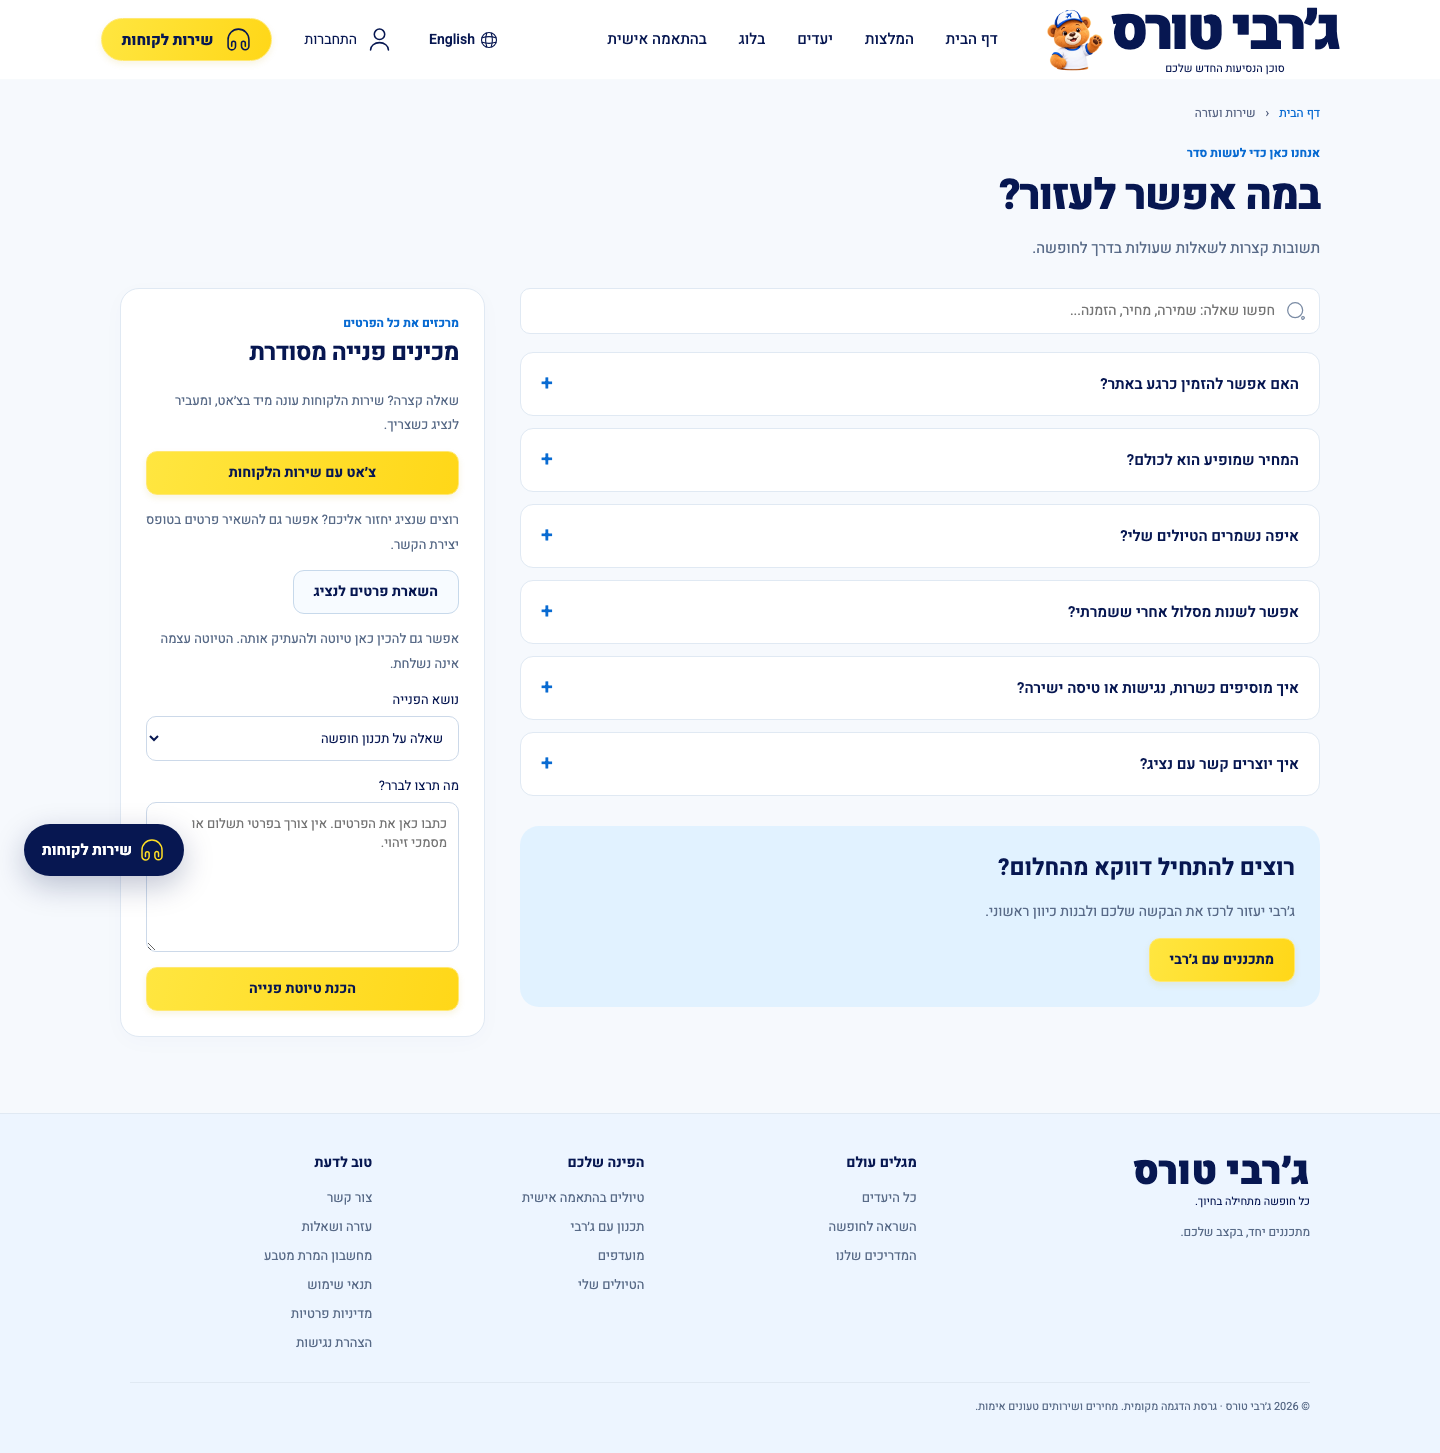 ג׳רבי טורס
סוכן הנסיעות החדש שלכם
דף הבית
המלצות
יעדים
בלוג
בהתאמה אישית
English
התחברות
שירות לקוחות
דף הבית ‹ שירות ועזרה
אנחנו כאן כדי לעשות סדר
במה אפשר לעזור?
תשובות קצרות לשאלות שעולות בדרך לחופשה.
חפשו שאלה: שמירה, מחיר, הזמנה...
האם אפשר להזמין כרגע באתר? +
המחיר שמופיע הוא לכולם? +
איפה נשמרים הטיולים שלי? +
אפשר לשנות מסלול אחרי ששמרתי? +
איך מוסיפים כשרות, נגישות או טיסה ישירה? +
איך יוצרים קשר עם נציג? +
רוצים להתחיל דווקא מהחלום?
ג׳רבי יעזור לרכז את הבקשה שלכם ולבנות כיוון ראשוני.
מתכננים עם ג׳רבי
מרכזים את כל הפרטים
מכינים פנייה מסודרת
שאלה קצרה? שירות הלקוחות עונה מיד בצ׳אט, ומעביר
לנציג כשצריך.
צ׳אט עם שירות הלקוחות
רוצים שנציג יחזור אליכם? אפשר גם להשאיר פרטים בטופס
יצירת הקשר.
השארת פרטים לנציג
אפשר גם להכין כאן טיוטה ולהעתיק אותה. הטיוטה עצמה
אינה נשלחת.
נושא הפנייה
שאלה על תכנון חופשה
מה תרצו לברר?
כתבו כאן את הפרטים. אין צורך בפרטי תשלום או
מסמכי זיהוי.
הכנת טיוטת פנייה
שירות לקוחות
ג׳רבי טורס
כל חופשה מתחילה בחיוך.
מתכננים יחד, בקצב שלכם.
מגלים עולם
כל היעדים
השראה לחופשה
המדריכים שלנו
הפינה שלכם
טיולים בהתאמה אישית
תכנון עם ג׳רבי
מועדפים
הטיולים שלי
טוב לדעת
צור קשר
עזרה ושאלות
מחשבון המרת מטבע
תנאי שימוש
מדיניות פרטיות
הצהרת נגישות
© 2026 ג׳רבי טורס · גרסת הדגמה מקומית. מחירים ושירותים טעונים אימות.